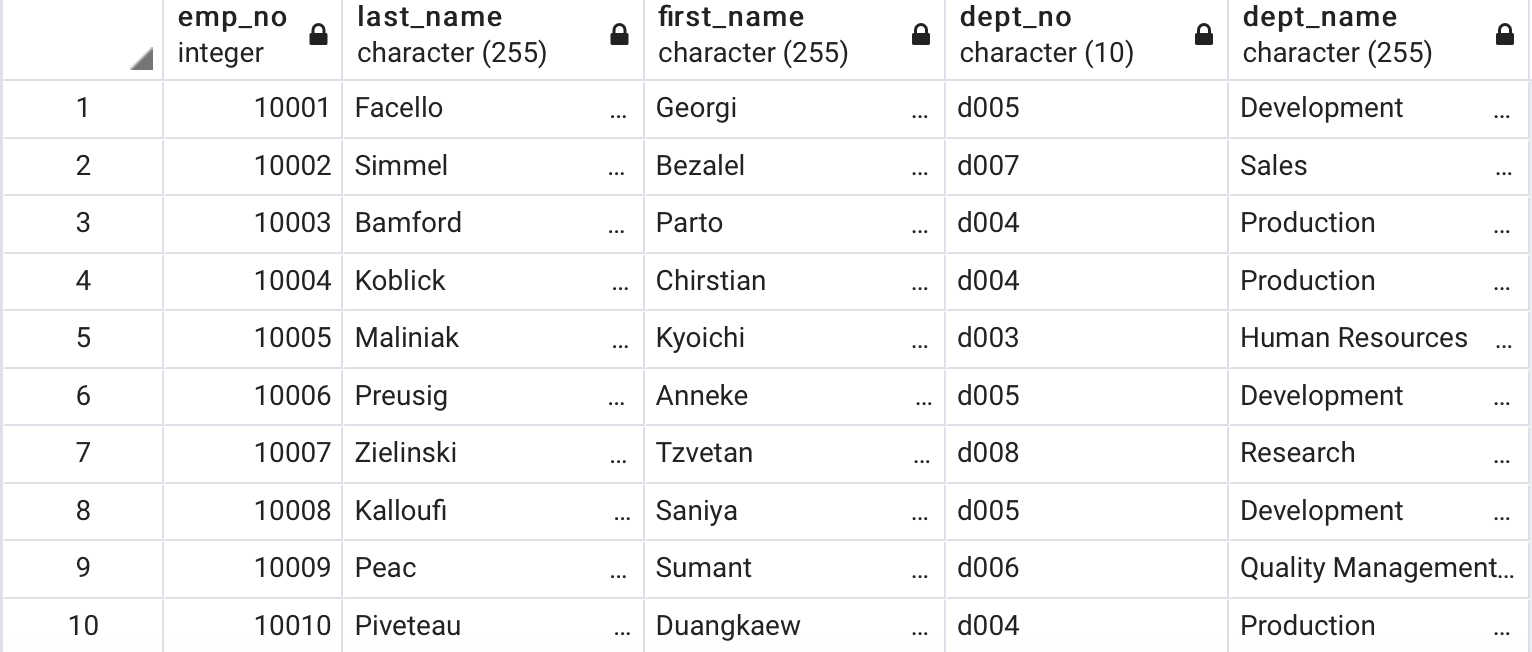 emp_no last_name first_name dept_no dept_name
integer character (255) character (255) character (10) character (255)
1 10001 Facello ... Georgi ... d005 Development ...
2 10002 Simmel ... Bezalel ... d007 Sales ...
3 10003 Bamford ... Parto ... d004 Production ...
4 10004 Koblick ... Chirstian ... d004 Production ...
5 10005 Maliniak ... Kyoichi ... d003 Human Resources ...
6 10006 Preusig ... Anneke ... d005 Development ...
7 10007 Zielinski ... Tzvetan ... d008 Research ...
8 10008 Kalloufi ... Saniya ... d005 Development ...
9 10009 Peac ... Sumant ... d006 Quality Management...
10 10010 Piveteau ... Duangkaew ... d004 Production ...